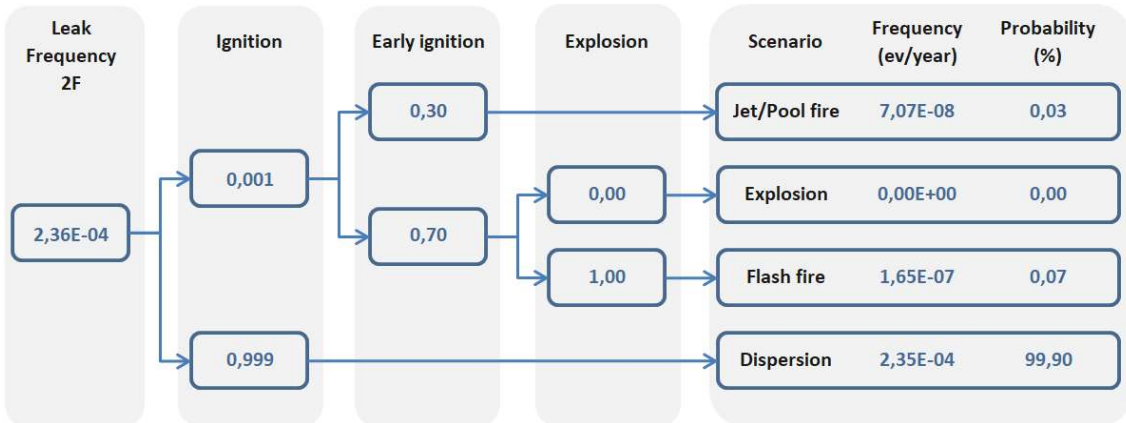 Leak
Frequency
2F
Ignition
Early ignition
Explosion
Scenario
Frequency
(ev/year)
Probability
(%)
0,30
Jet/Pool fire 7,07E-08 0,03
0,001
0,00
Explosion 0,00E+00 0,00
2,36E-04
0,70
1,00
Flash fire 1,65E-07 0,07
0,999
Dispersion 2,35E-04 99,90